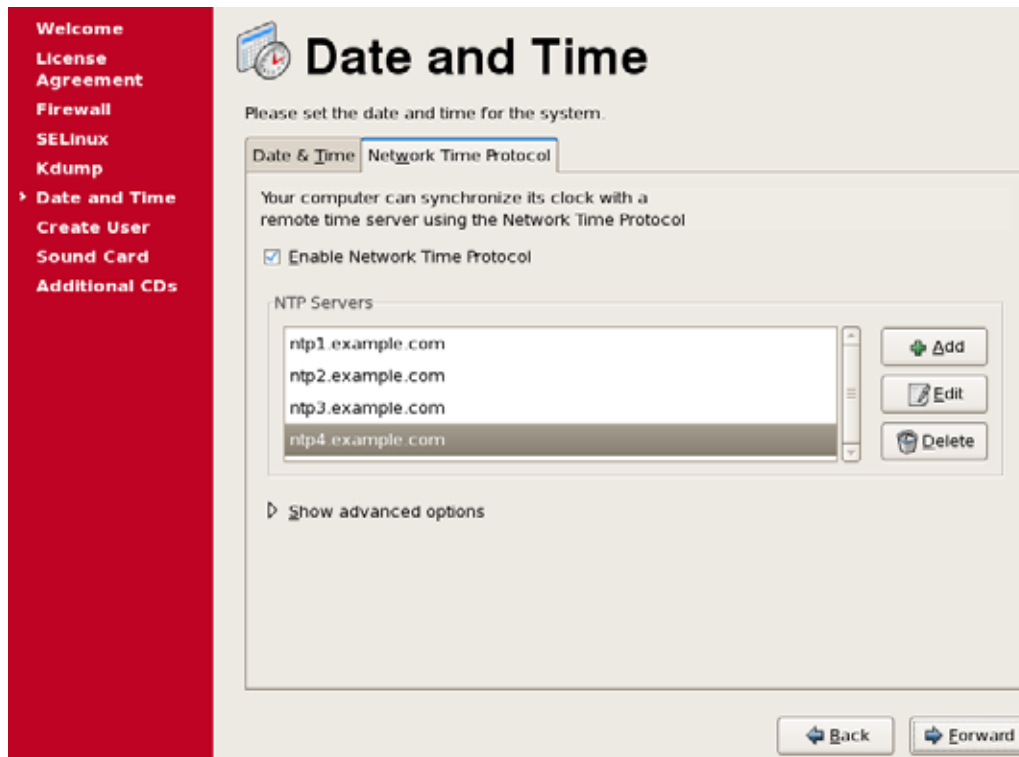 Welcome
License
Agreement
Firewall
SELinux
Kdump
Date and Time
Create User
Sound Card
Additional CDs
Date and Time
Please set the date and time for the system.
Date & Time
Network Time Protocol
Your computer can synchronize its clock with a
remote time server using the Network Time Protocol
Enable Network Time Protocol
NTP Servers
ntp1.example.com
ntp2.example.com
ntp3.example.com
ntp4.example.com
Add
Edit
Delete
Show advanced options
Back
Forward